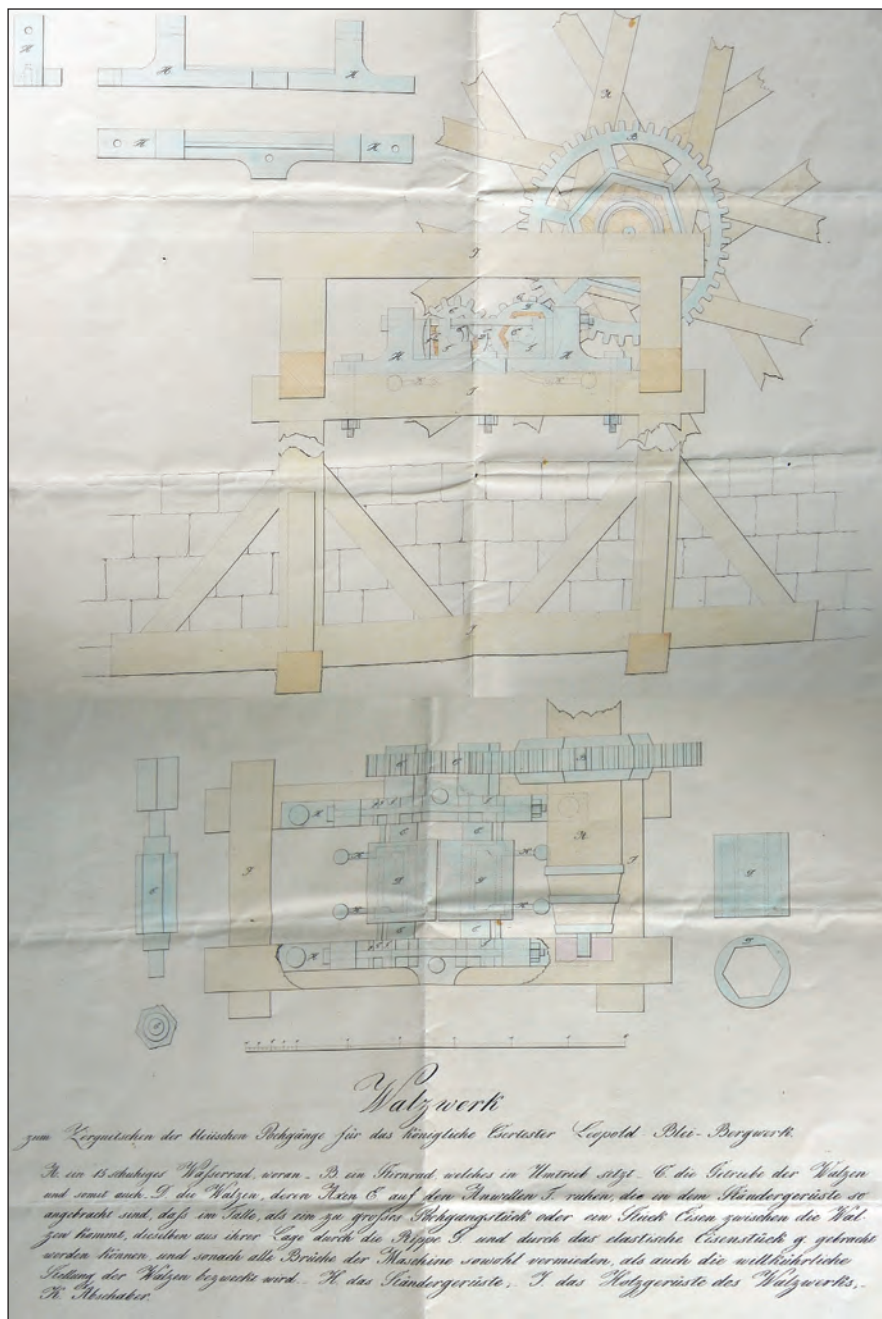 Walzwerk
zum Zerquetschen der bleiischen Pochgänge für das königliche Esertester Leopold-Blei-Bergwerk.
A. ein 15 schuhiges Wasserrad, woran - B. ein Stirnrad, welches in Umtrieb setzt - C. die Getriebe der Walzen
und somit auch - D. die Walzen, deren Axen E. auf den Anwellen F. ruhen, die in dem Ständergerüste so
angebracht sind, daß im Falle, als ein zu großes Pochgangstück oder ein Stück Eisen zwischen die Wal-
zen kommt, dieselben aus ihrer Lage durch die Rippe G. und durch das elastische Eisenstück g. gebracht
werden können, und sonach alle Brüche der Maschine sowohl vermieden, als auch die willkührliche
Stellung der Walzen bezweckt wird. - H. das Ständergerüste, - J. das Holzgerüste des Walzwerks, -
K. Abschaber.